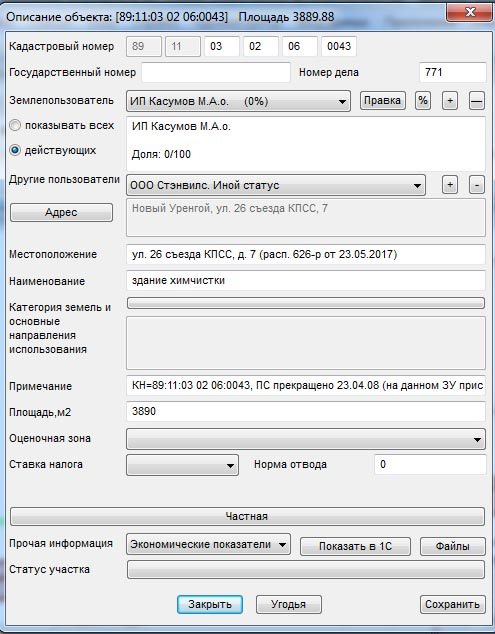 Описание объекта: [89:11:03 02 06:0043]  Площадь 3889.88
Кадастровый номер 89 11 03 02 06 0043
Государственный номер Номер дела 771
Землепользователь ИП Касумов М.А.о. (0%) Правка % + —
показывать всех ИП Касумов М.А.о.
действующих Доля: 0/100
Другие пользователи ООО Стэнвилс. Иной статус + -
Адрес Новый Уренгой, ул. 26 съезда КПСС, 7
Местоположение ул. 26 съезда КПСС, д. 7 (расп. 626-р от 23.05.2017)
Наименование здание химчистки
Категория земель и
основные
направления
использования
Примечание КН=89:11:03 02 06:0043, ПС прекращено 23.04.08 (на данном ЗУ прис
Площадь,м2 3890
Оценочная зона
Ставка налога Норма отвода 0
Частная
Прочая информация Экономические показатели Показать в 1С Файлы
Статус участка
Закрыть Угодья Сохранить